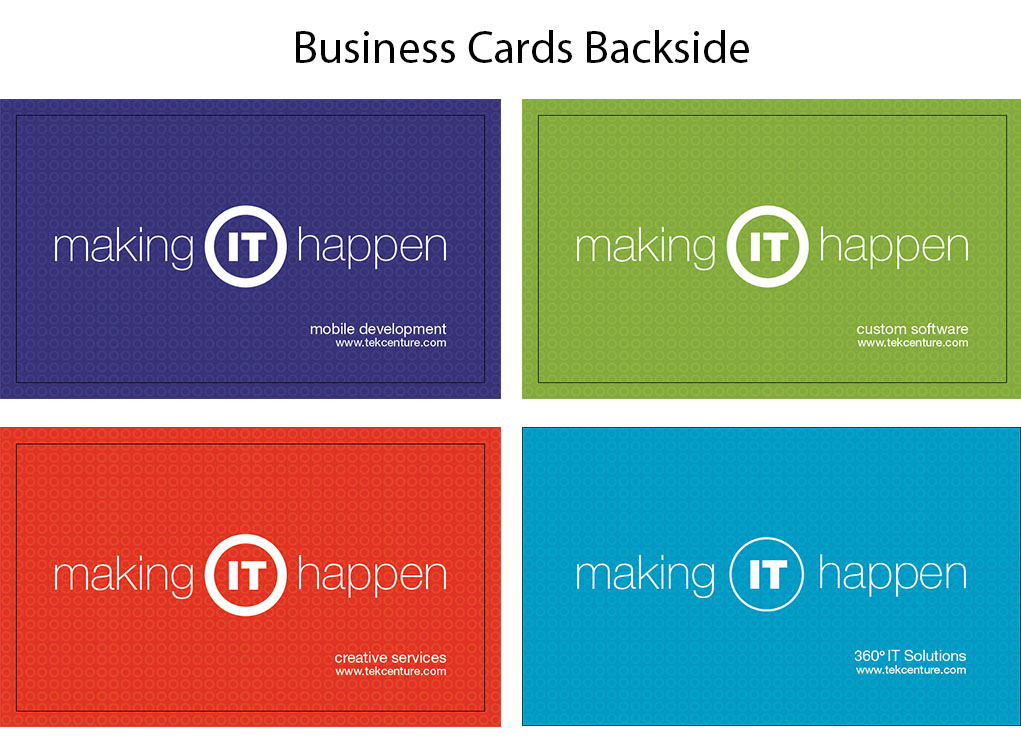 Business Cards Backside
making IT happen
mobile development
www.tekcenture.com
making IT happen
custom software
www.tekcenture.com
making IT happen
creative services
www.tekcenture.com
making IT happen
360° IT Solutions
www.tekcenture.com